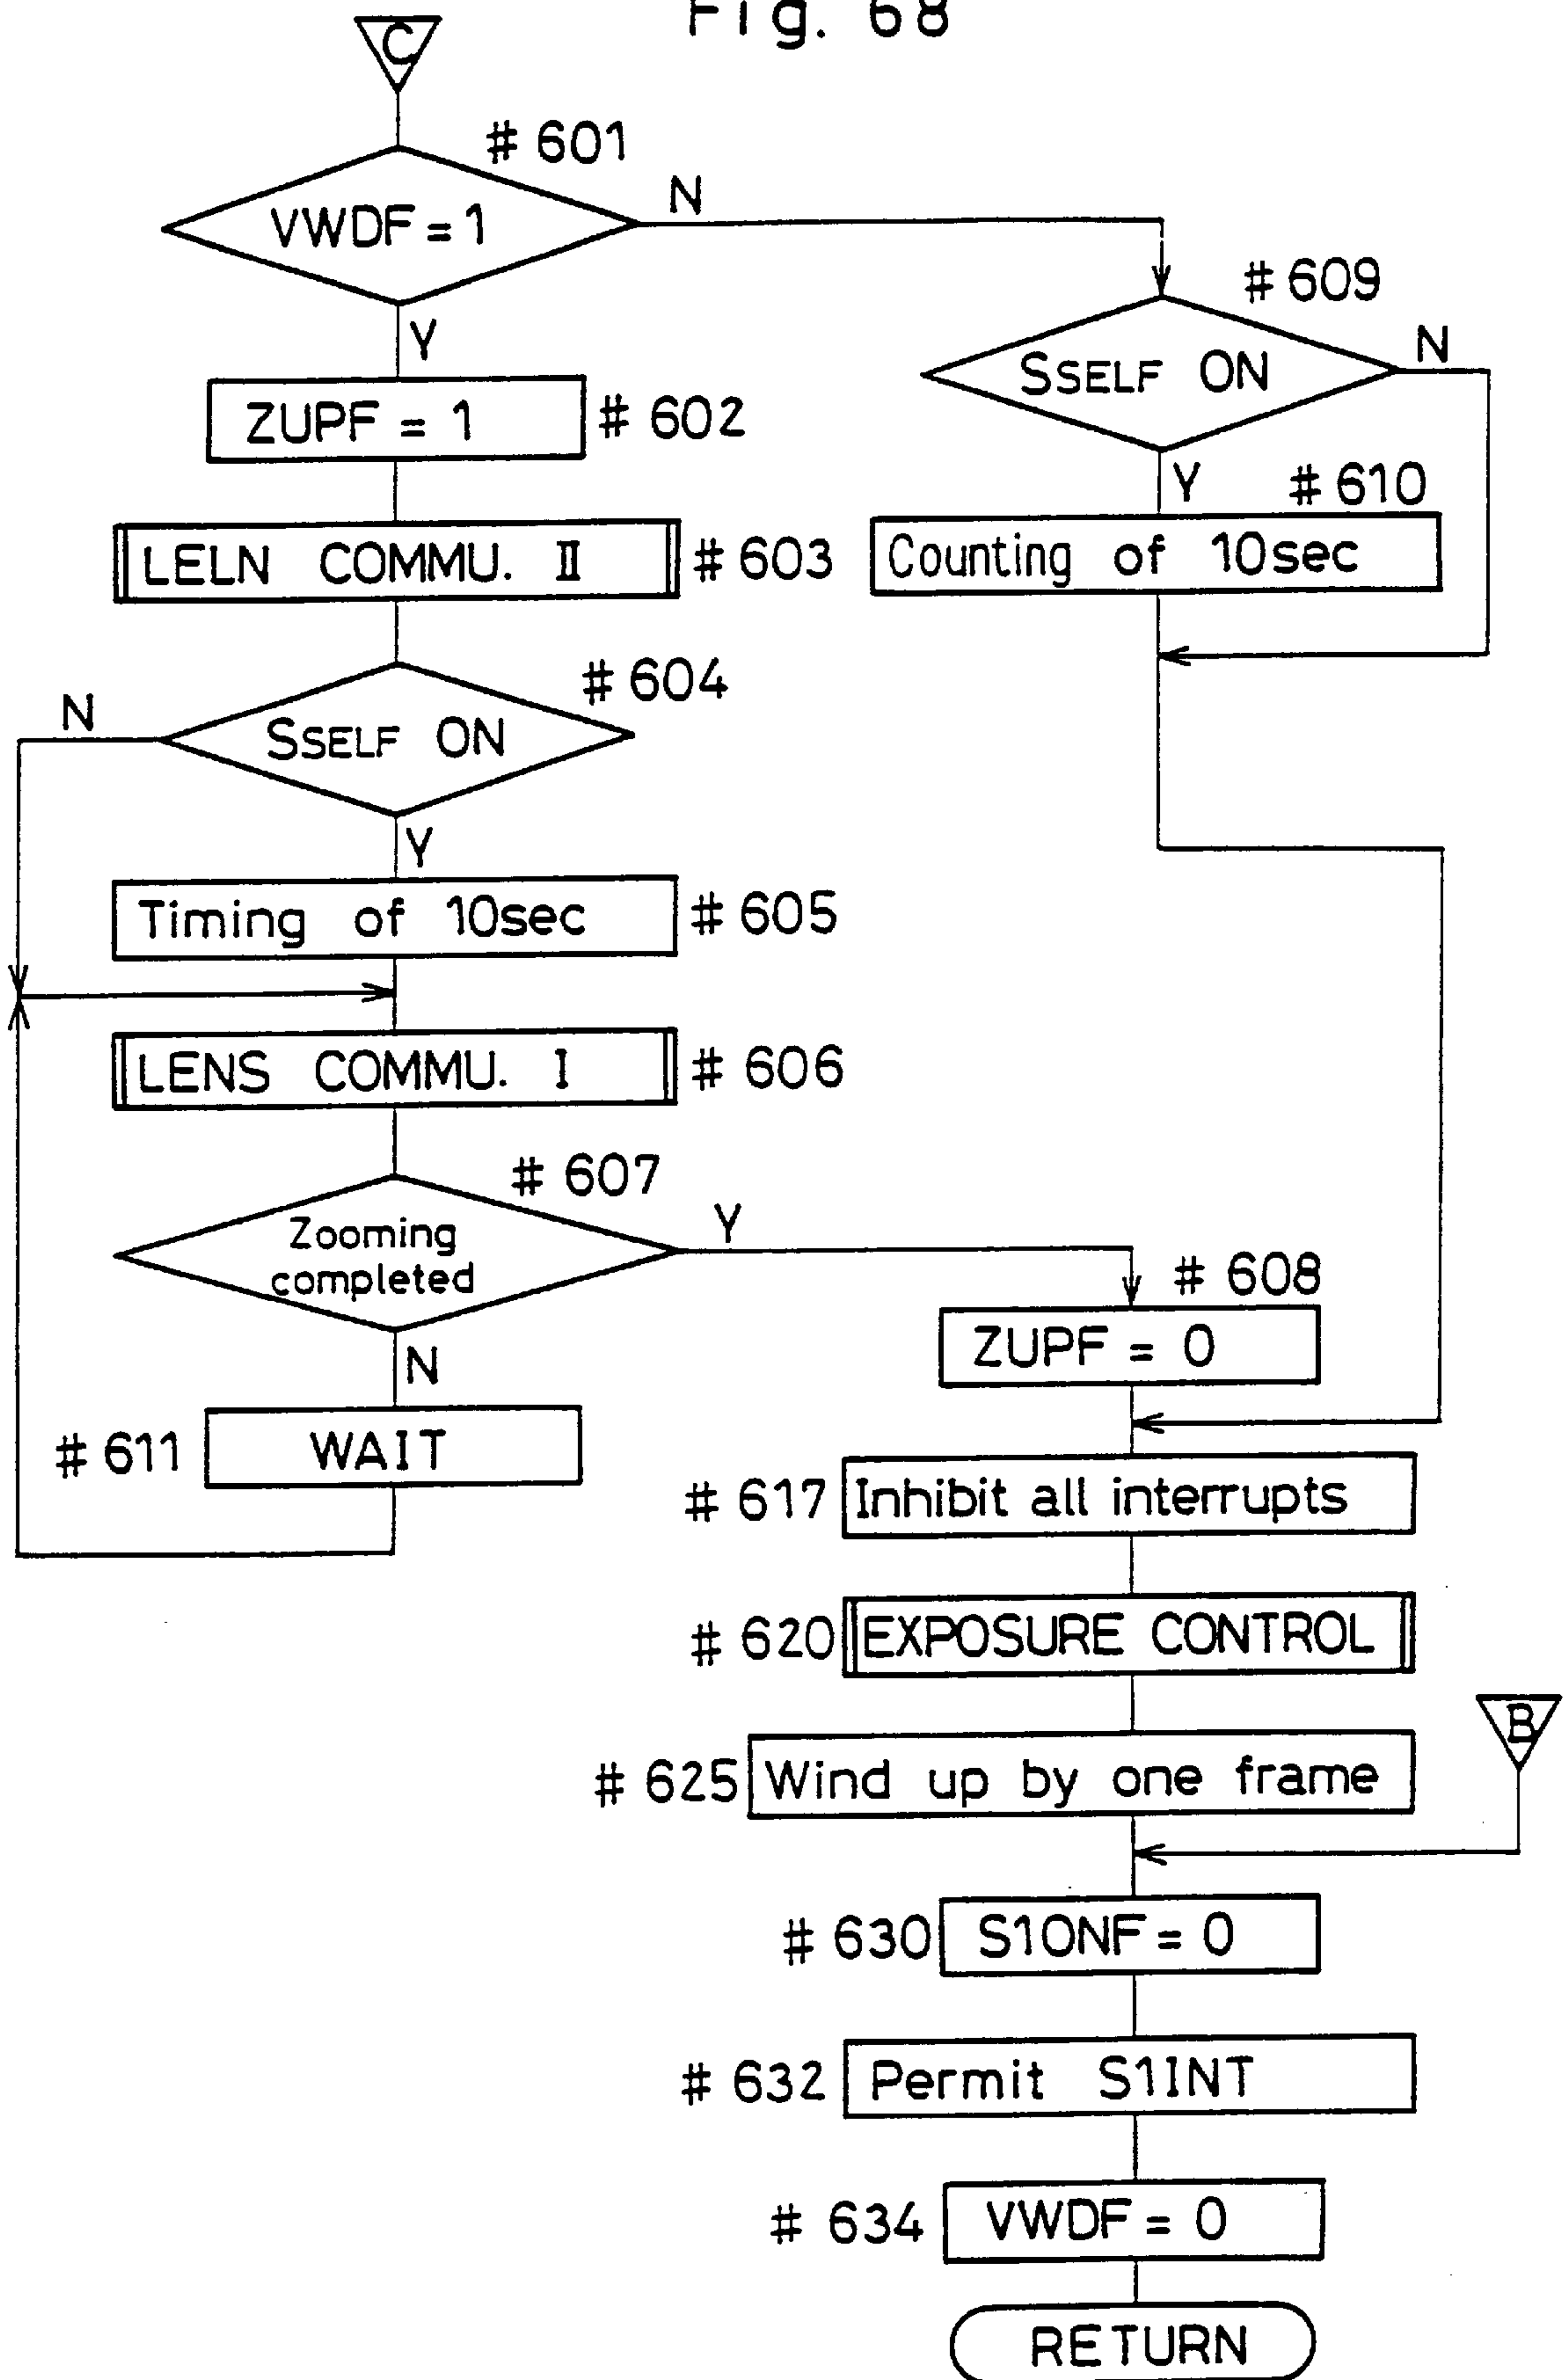 Fig. 68
C
# 601
VWDF = 1
N
Y
# 609
SSELF ON
N
Y
ZUPF = 1
# 602
# 610
Counting of 10sec
LELN COMMU. II
# 603
# 604
N
SSELF ON
Y
Timing of 10sec
# 605
LENS COMMU. I
# 606
# 607
Zooming
completed
Y
N
# 608
ZUPF = 0
# 611
WAIT
# 617
Inhibit all interrupts
# 620
EXPOSURE CONTROL
B
# 625
Wind up by one frame
# 630
S1ONF = 0
# 632
Permit S1INT
# 634
VWDF = 0
RETURN